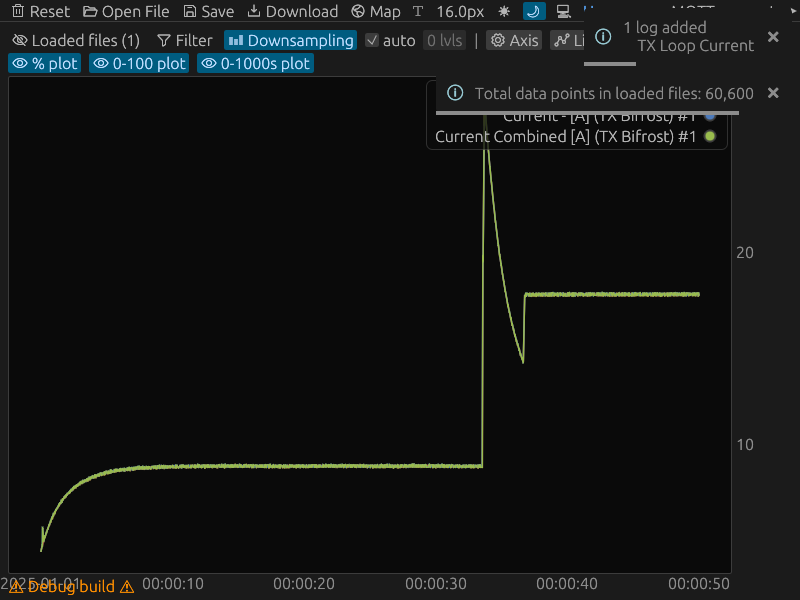 Reset Open File Save Download Map T 16.0px
1 log added
TX Loop Current
Loaded files (1) Filter Downsampling auto 0 lvls | Axis Li
% plot 0-100 plot 0-1000s plot
Total data points in loaded files: 60,600
Current - [A] (TX Bifrost) #1
Current Combined [A] (TX Bifrost) #1
20
10
2025-01-01 00:00:10 00:00:20 00:00:30 00:00:40 00:00:50
⚠ Debug build ⚠